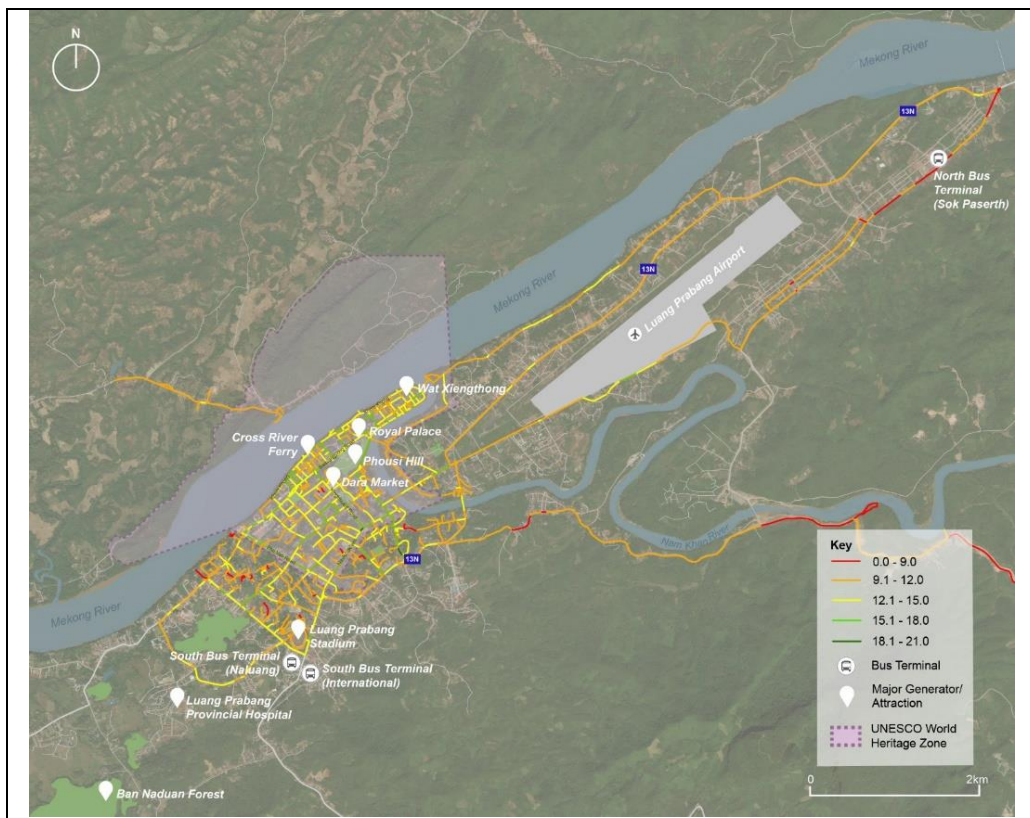 N
Mekong River
13N
North Bus
Terminal
(Sok Paserth)
13N
Mekong River
Luang Prabang Airport
Wat Xiengthong
Cross River
Ferry
Royal Palace
Phousi Hill
Dara Market
Nam Khan River
13N
Mekong River
Luang Prabang
Stadium
South Bus Terminal
(Naluang)
South Bus Terminal
(International)
Luang Prabang
Provincial Hospital
Ban Naduan Forest
Key
0.0 - 9.0
9.1 - 12.0
12.1 - 15.0
15.1 - 18.0
18.1 - 21.0
Bus Terminal
Major Generator/
Attraction
UNESCO World
Heritage Zone
0 2km